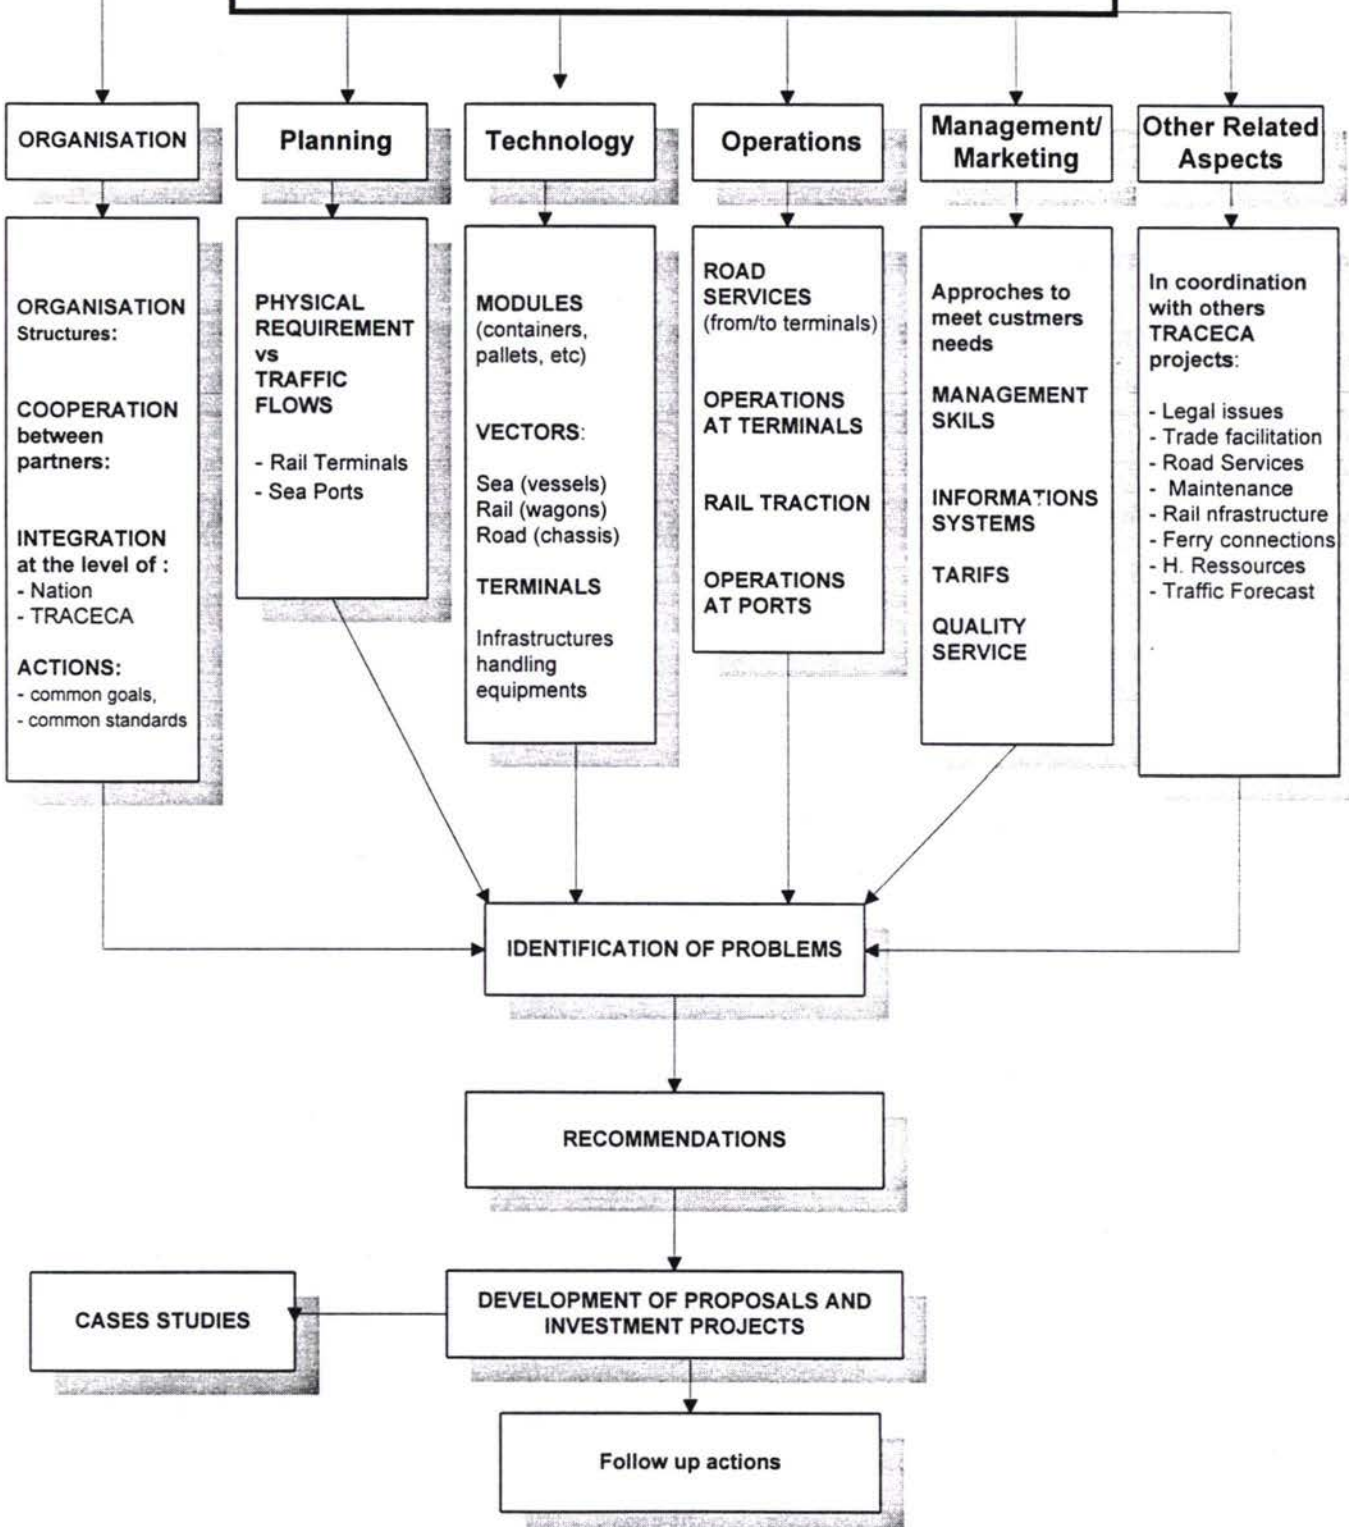 ORGANISATION
Planning
Technology
Operations
Management/
Marketing
Other Related
Aspects
ORGANISATION
Structures:
COOPERATION
between
partners:
INTEGRATION
at the level of :
- Nation
- TRACECA
ACTIONS:
- common goals,
- common standards
PHYSICAL
REQUIREMENT
vs
TRAFFIC
FLOWS
- Rail Terminals
- Sea Ports
MODULES
(containers,
pallets, etc)
VECTORS:
Sea (vessels)
Rail (wagons)
Road (chassis)
TERMINALS
Infrastructures
handling
equipments
ROAD
SERVICES
(from/to terminals)
OPERATIONS
AT TERMINALS
RAIL TRACTION
OPERATIONS
AT PORTS
Approches to
meet custmers
needs
MANAGEMENT
SKILS
INFORMATIONS
SYSTEMS
TARIFS
QUALITY
SERVICE
In coordination
with others
TRACECA
projects:
- Legal issues
- Trade facilitation
- Road Services
- Maintenance
- Rail nfrastructure
- Ferry connections
- H. Ressources
- Traffic Forecast
IDENTIFICATION OF PROBLEMS
RECOMMENDATIONS
CASES STUDIES
DEVELOPMENT OF PROPOSALS AND
INVESTMENT PROJECTS
Follow up actions